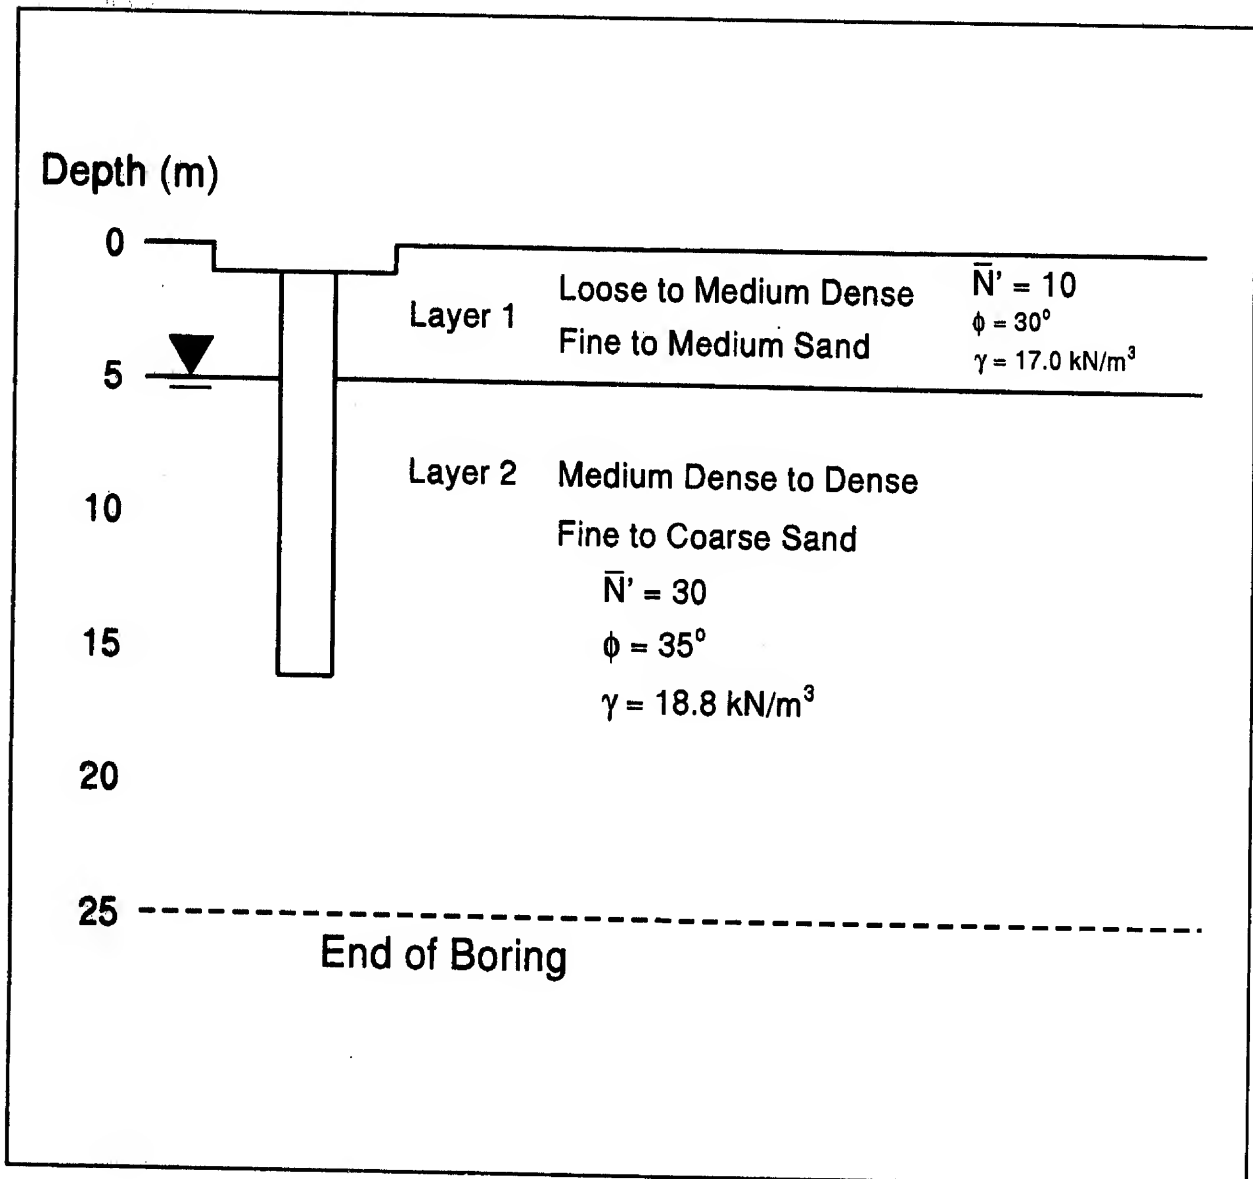 Depth (m)
0
Layer 1
Loose to Medium Dense
Fine to Medium Sand
N̅' = 10
ϕ = 30⁰
γ = 17.0 kN/m³
5
Layer 2
Medium Dense to Dense
Fine to Coarse Sand
N̅' = 30
ϕ = 35⁰
γ = 18.8 kN/m³
10
15
20
25
End of Boring